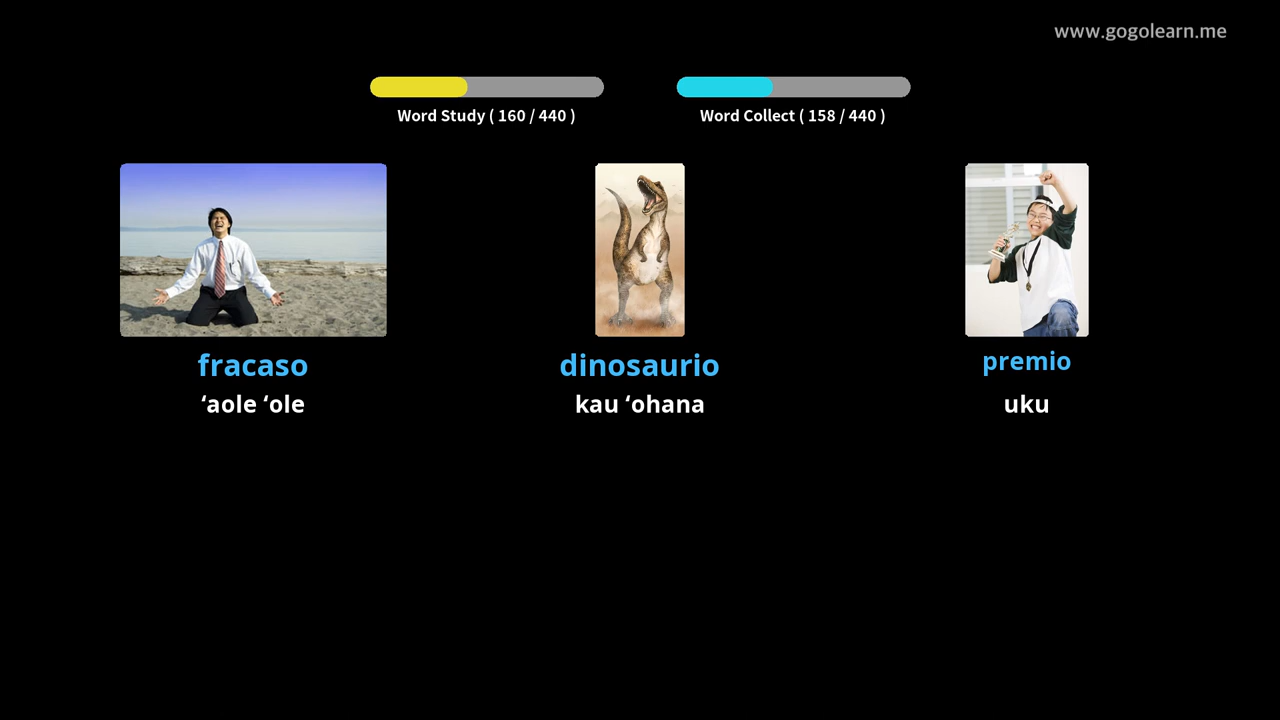 www.gogolearn.me
Word Study ( 160 / 440 )
Word Collect ( 158 / 440 )
fracaso
dinosaurio
premio
ʻaole ʻole
kau ʻohana
uku